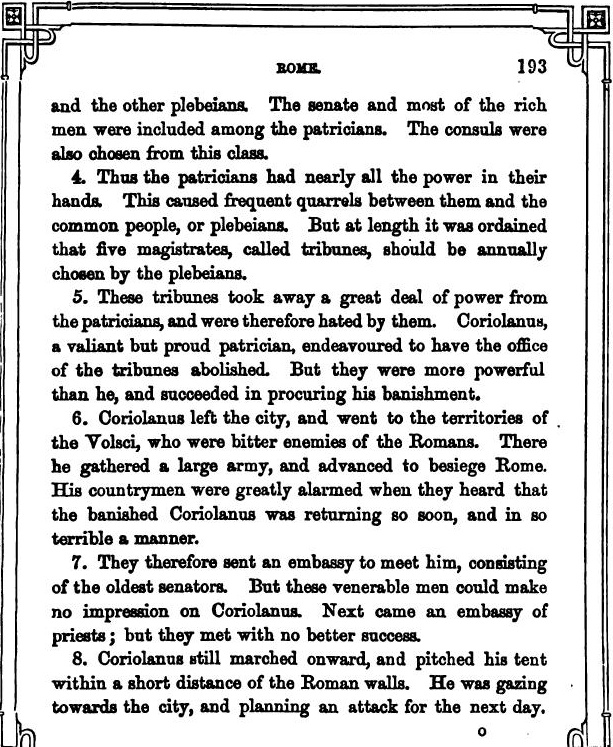 ROME.
193
and the other plebeians. The senate and most of the rich
men were included among the patricians. The consuls were
also chosen from this class.
4. Thus the patricians had nearly all the power in their
hands. This caused frequent quarrels between them and the
common people, or plebeians. But at length it was ordained
that five magistrates, called tribunes, should be annually
chosen by the plebeians.
5. These tribunes took away a great deal of power from
the patricians, and were therefore hated by them. Coriolanus,
a valiant but proud patrician, endeavoured to have the office
of the tribunes abolished. But they were more powerful
than he, and succeeded in procuring his banishment.
6. Coriolanus left the city, and went to the territories of
the Volsci, who were bitter enemies of the Romans. There
he gathered a large army, and advanced to besiege Rome.
His countrymen were greatly alarmed when they heard that
the banished Coriolanus was returning so soon, and in so
terrible a manner.
7. They therefore sent an embassy to meet him, consisting
of the oldest senators. But these venerable men could make
no impression on Coriolanus. Next came an embassy of
priests; but they met with no better success.
8. Coriolanus still marched onward, and pitched his tent
within a short distance of the Roman walls. He was gazing
towards the city, and planning an attack for the next day.
O